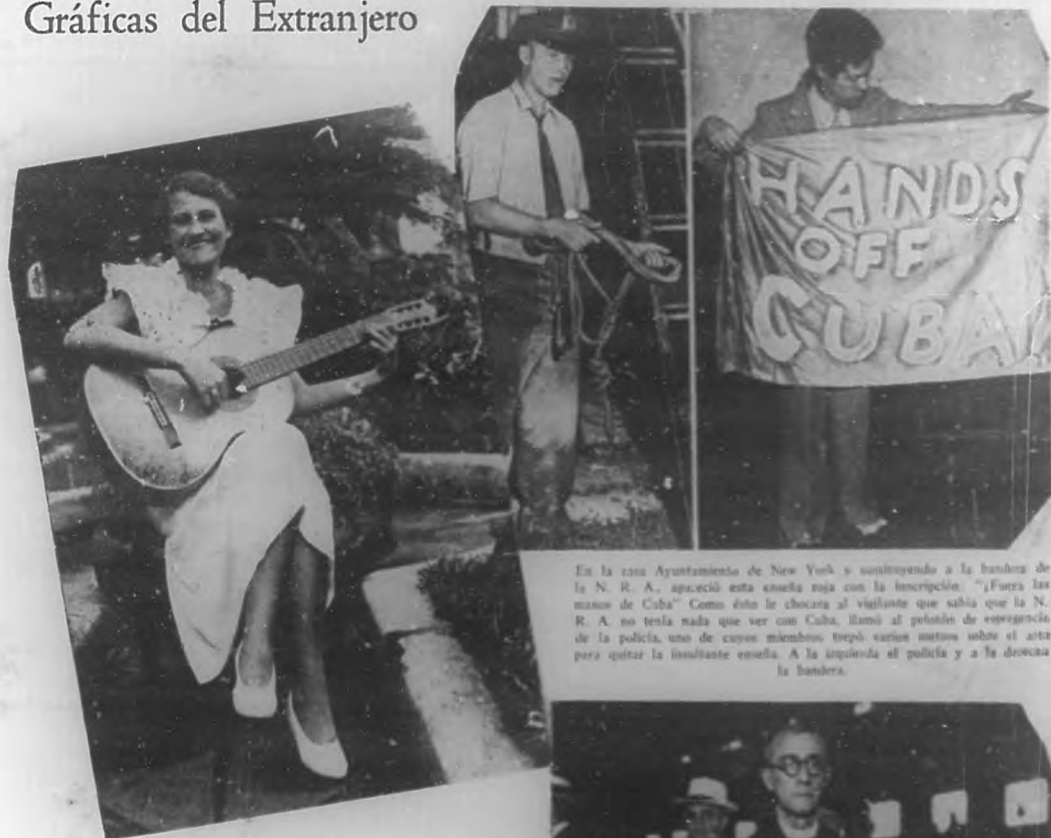 Gráficas del Extranjero
HANDS
OFF
CUBA
En la casa Ayuntamiento de New York y sustituyendo a la bandera de
la N. R. A., apareció esta enseña roja con la inscripción: "¡Fuera las
manos de Cuba" Como ésto le chocara al vigilante que sabía que la N.
R. A. no tenía nada que ver con Cuba, llamó al pelotón de emergencia
de la policía, uno de cuyos miembros trepó varios metros sobre el asta
para quitar la insultante enseña. A la izquierda el policía y a la derecha
la bandera.